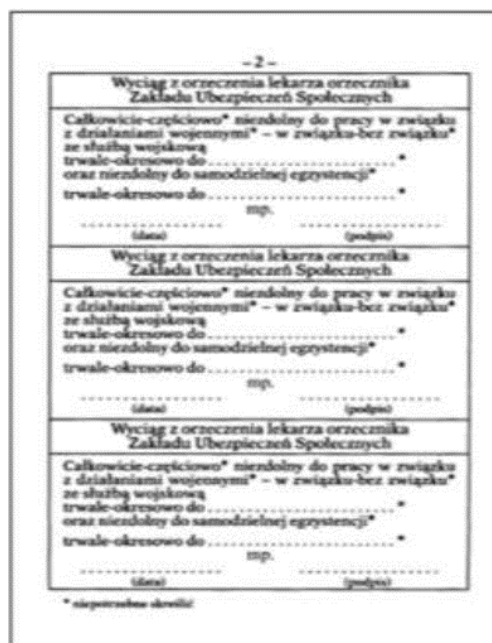 – 2 –
Wyciąg z orzeczenia lekarza orzecznika
Zakładu Ubezpieczeń Społecznych
Całkowicie-częściowo* niezdolny do pracy w związku
z działaniami wojennymi* – w związku-bez związku*
ze służbą wojskową
trwale-okresowo do ........................... *
oraz niezdolny do samodzielnej egzystencji*
trwale-okresowo do ........................... *
mp.
(data) (podpis)
Wyciąg z orzeczenia lekarza orzecznika
Zakładu Ubezpieczeń Społecznych
Całkowicie-częściowo* niezdolny do pracy w związku
z działaniami wojennymi* – w związku-bez związku*
ze służbą wojskową
trwale-okresowo do ........................... *
oraz niezdolny do samodzielnej egzystencji*
trwale-okresowo do ........................... *
mp.
(data) (podpis)
Wyciąg z orzeczenia lekarza orzecznika
Zakładu Ubezpieczeń Społecznych
Całkowicie-częściowo* niezdolny do pracy w związku
z działaniami wojennymi* – w związku-bez związku*
ze służbą wojskową
trwale-okresowo do ........................... *
oraz niezdolny do samodzielnej egzystencji*
trwale-okresowo do ........................... *
mp.
(data) (podpis)
* niepotrzebne skreślić